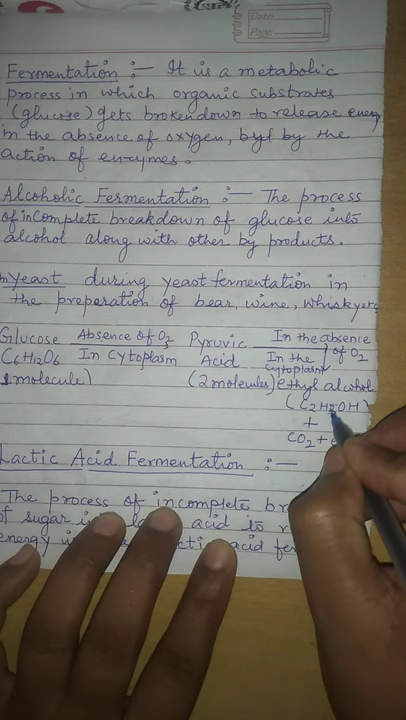 Date
Page
Fermentation :- It is a metabolic
process in which organic substrates
(glucose) gets broken down to release energy
in the absence of oxygen, by the
action of enzymes.
Alcoholic Fermentation :- The process
of incomplete breakdown of glucose into
alcohol along with other by products.
Yeast during yeast fermentation in
the preparation of bear, wine, Whisky etc
Glucose Absence of O2 Pyruvic In the absence of O2
C6H12O6 In Cytoplasm Acid In the cytoplasm
1 molecule) (2 molecules) ethyl alcohol
(C2H2OH
+
CO2 +
Lactic Acid Fermentation :-
The process of incomplete
of sugar acid to
energy acid